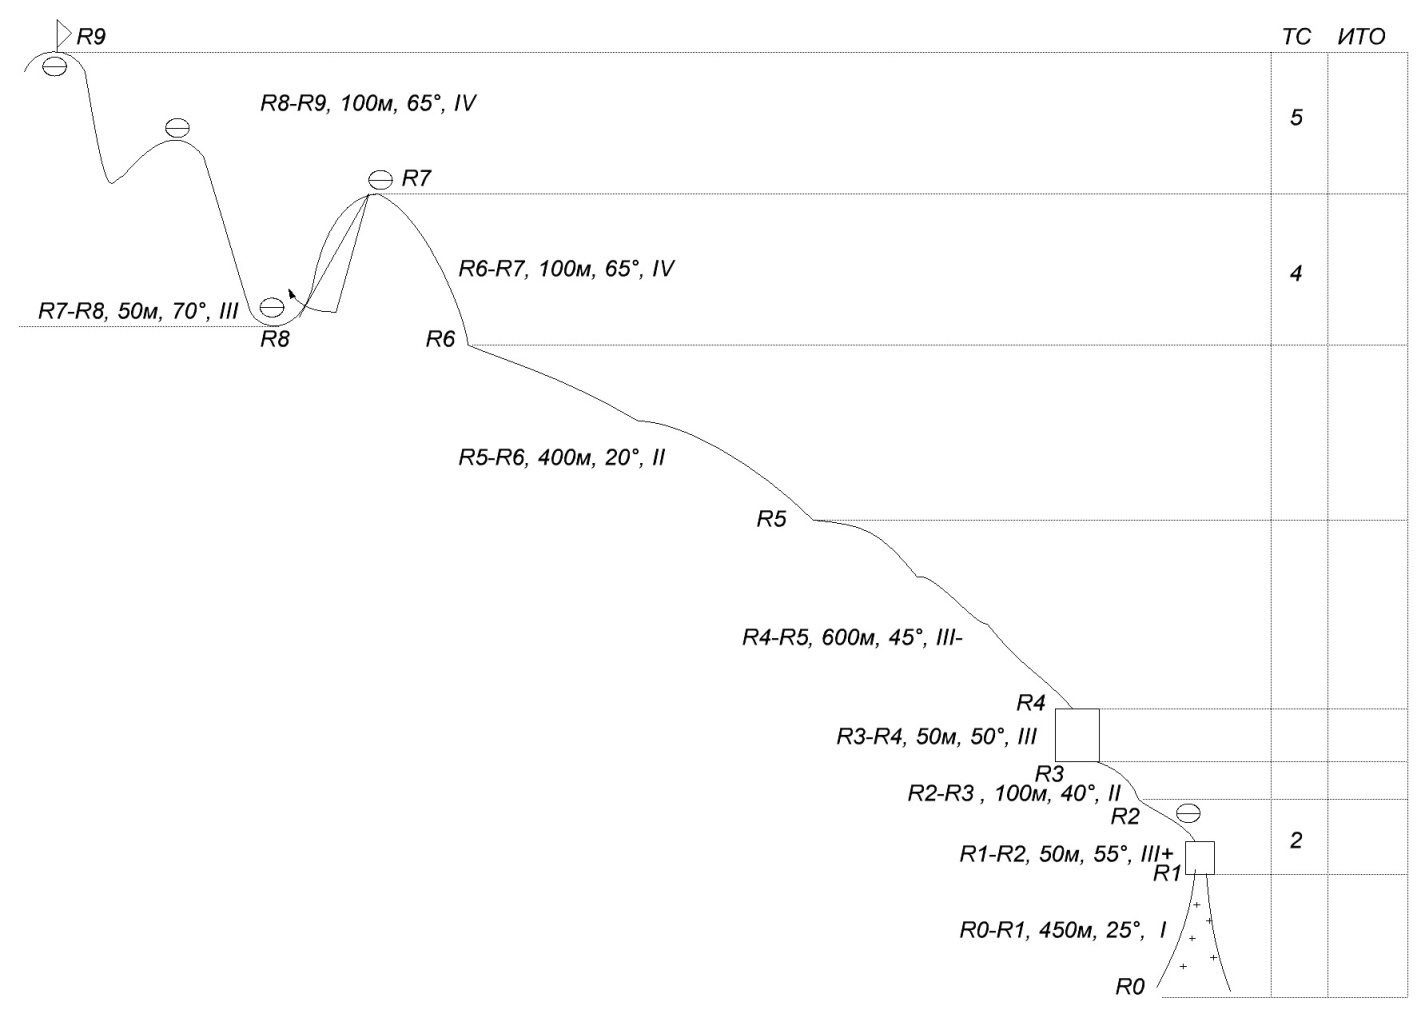 R9
ТС ИТО
R8-R9, 100м, 65°, IV
5
R7
R6-R7, 100м, 65°, IV
4
R7-R8, 50м, 70°, III
R8
R6
R5-R6, 400м, 20°, II
R5
R4-R5, 600м, 45°, III-
R4
R3-R4, 50м, 50°, III
R3
R2-R3 , 100м, 40°, II
R2
2
R1-R2, 50м, 55°, III+
R1
R0-R1, 450м, 25°, I
R0